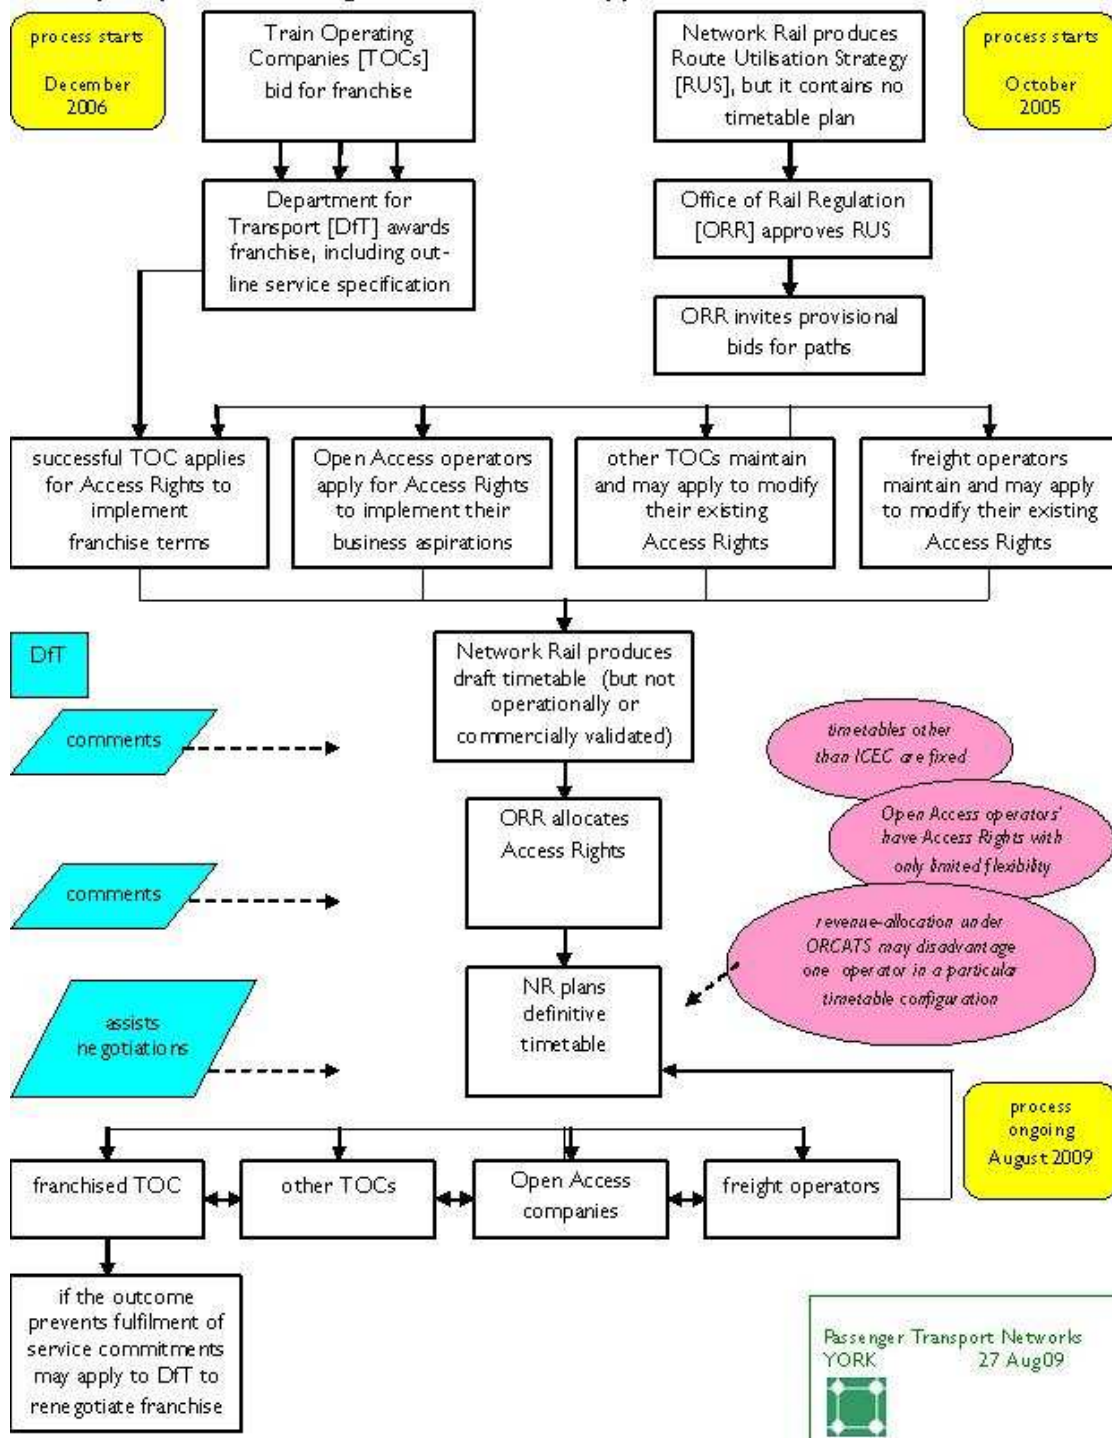 process starts
December
2006
Train Operating
Companies [TOCs]
bid for franchise
Network Rail produces
Route Utilisation Strategy
[RUS], but it contains no
timetable plan
process starts
October
2005
Department for
Transport [DfT] awards
franchise, including out-
line service specification
Office of Rail Regulation
[ORR] approves RUS
ORR invites provisional
bids for paths
successful TOC applies
for Access Rights to
implement
franchise terms
Open Access operators
apply for Access Rights
to implement their
business aspirations
other TOCs maintain
and may apply to modify
their existing
Access Rights
freight operators
maintain and may apply
to modify their existing
Access Rights
DfT
Network Rail produces
draft timetable (but not
operationally or
commercially validated)
comments
timetables other
than ICEC are fixed
ORR allocates
Access Rights
Open Access operators'
have Access Rights with
only limited flexibility
comments
revenue-allocation under
ORCATS may disadvantage
one operator in a particular
timetable configuration
NR plans
definitive
timetable
assists
negotiations
process
ongoing
August 2009
franchised TOC
other TOCs
Open Access
companies
freight operators
if the outcome
prevents fulfilment of
service commitments
may apply to DfT to
renegotiate franchise
Passenger Transport Networks
YORK 27 Aug09